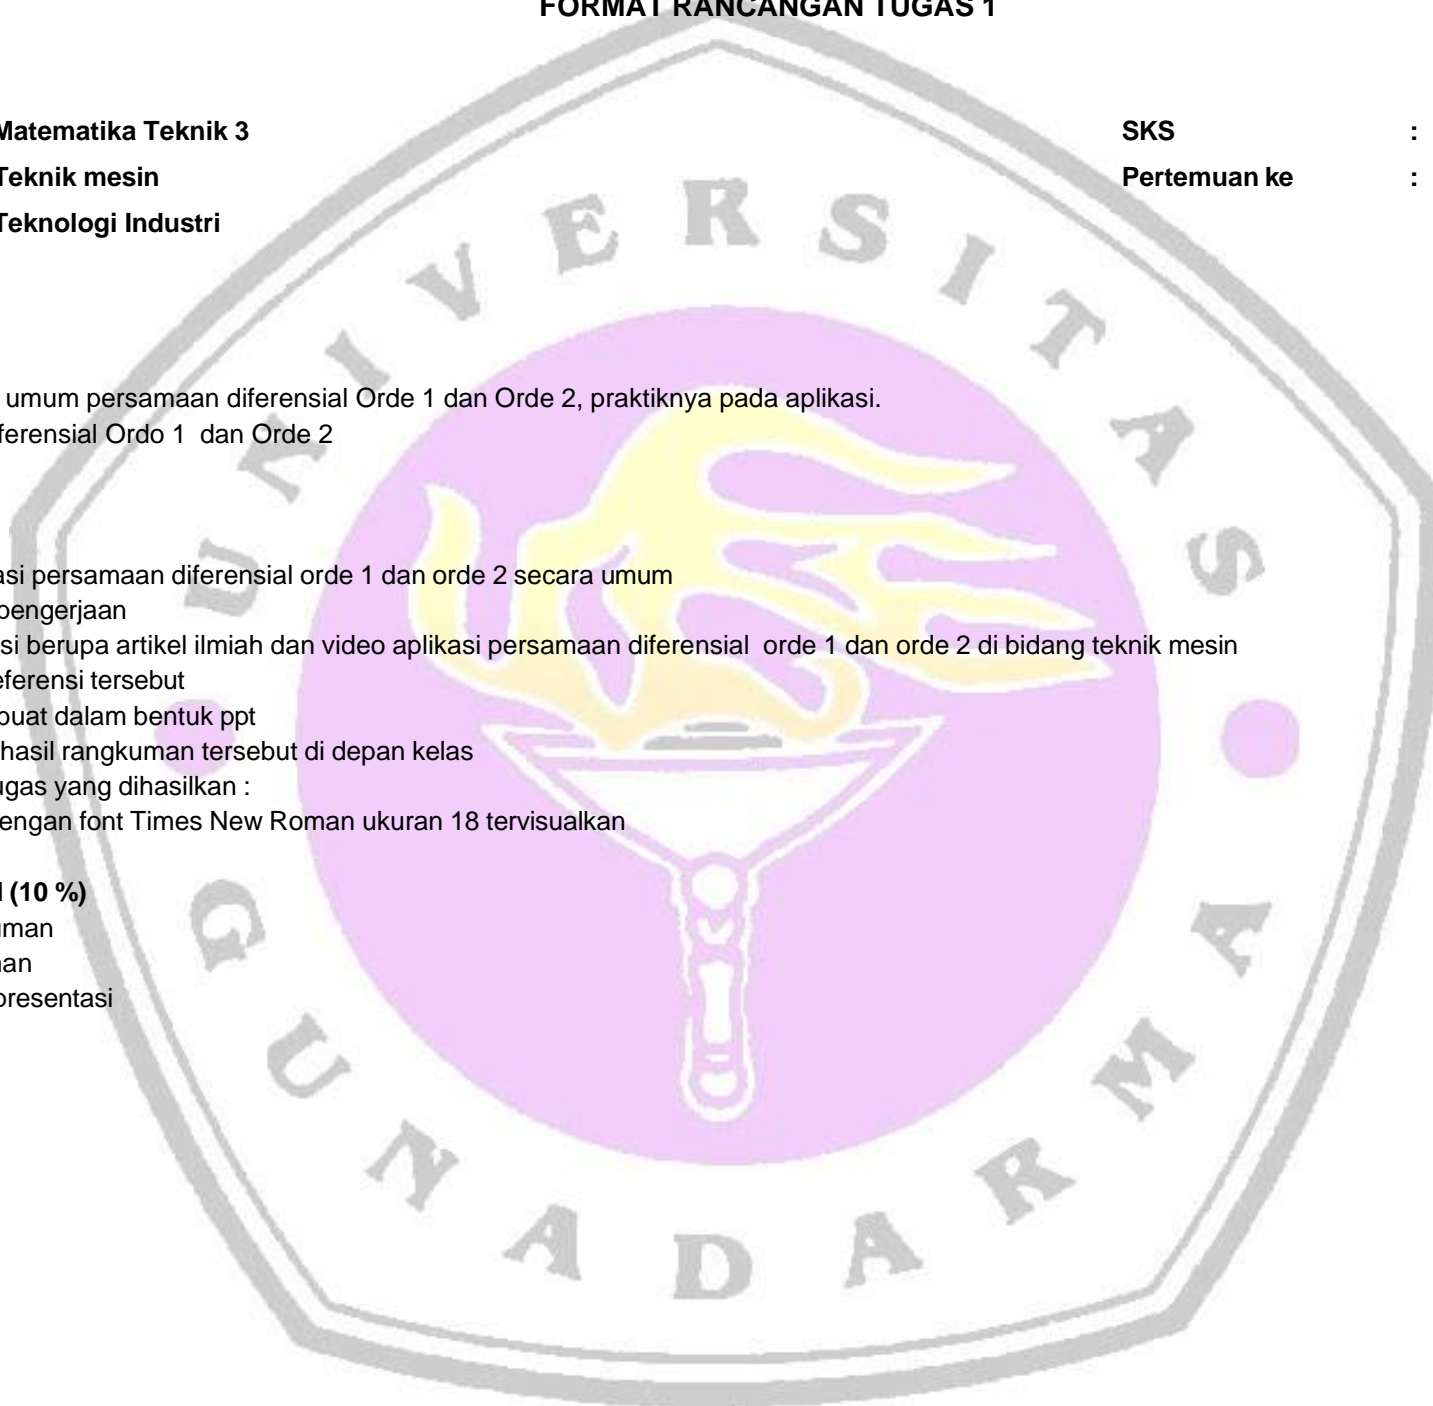 FORMAT RANCANGAN TUGAS 1
Matematika Teknik 3 SKS :
Teknik mesin Pertemuan ke :
Teknologi Industri
UNIVERSITAS
umum persamaan diferensial Orde 1 dan Orde 2, praktiknya pada aplikasi.
ferensial Ordo 1 dan Orde 2
asi persamaan diferensial orde 1 dan orde 2 secara umum
pengerjaan
si berupa artikel ilmiah dan video aplikasi persamaan diferensial orde 1 dan orde 2 di bidang teknik mesin
eferensi tersebut
buat dalam bentuk ppt
hasil rangkuman tersebut di depan kelas
ugas yang dihasilkan :
engan font Times New Roman ukuran 18 tervisualkan
(10 %)
uman
an
presentasi
GUNADARMA